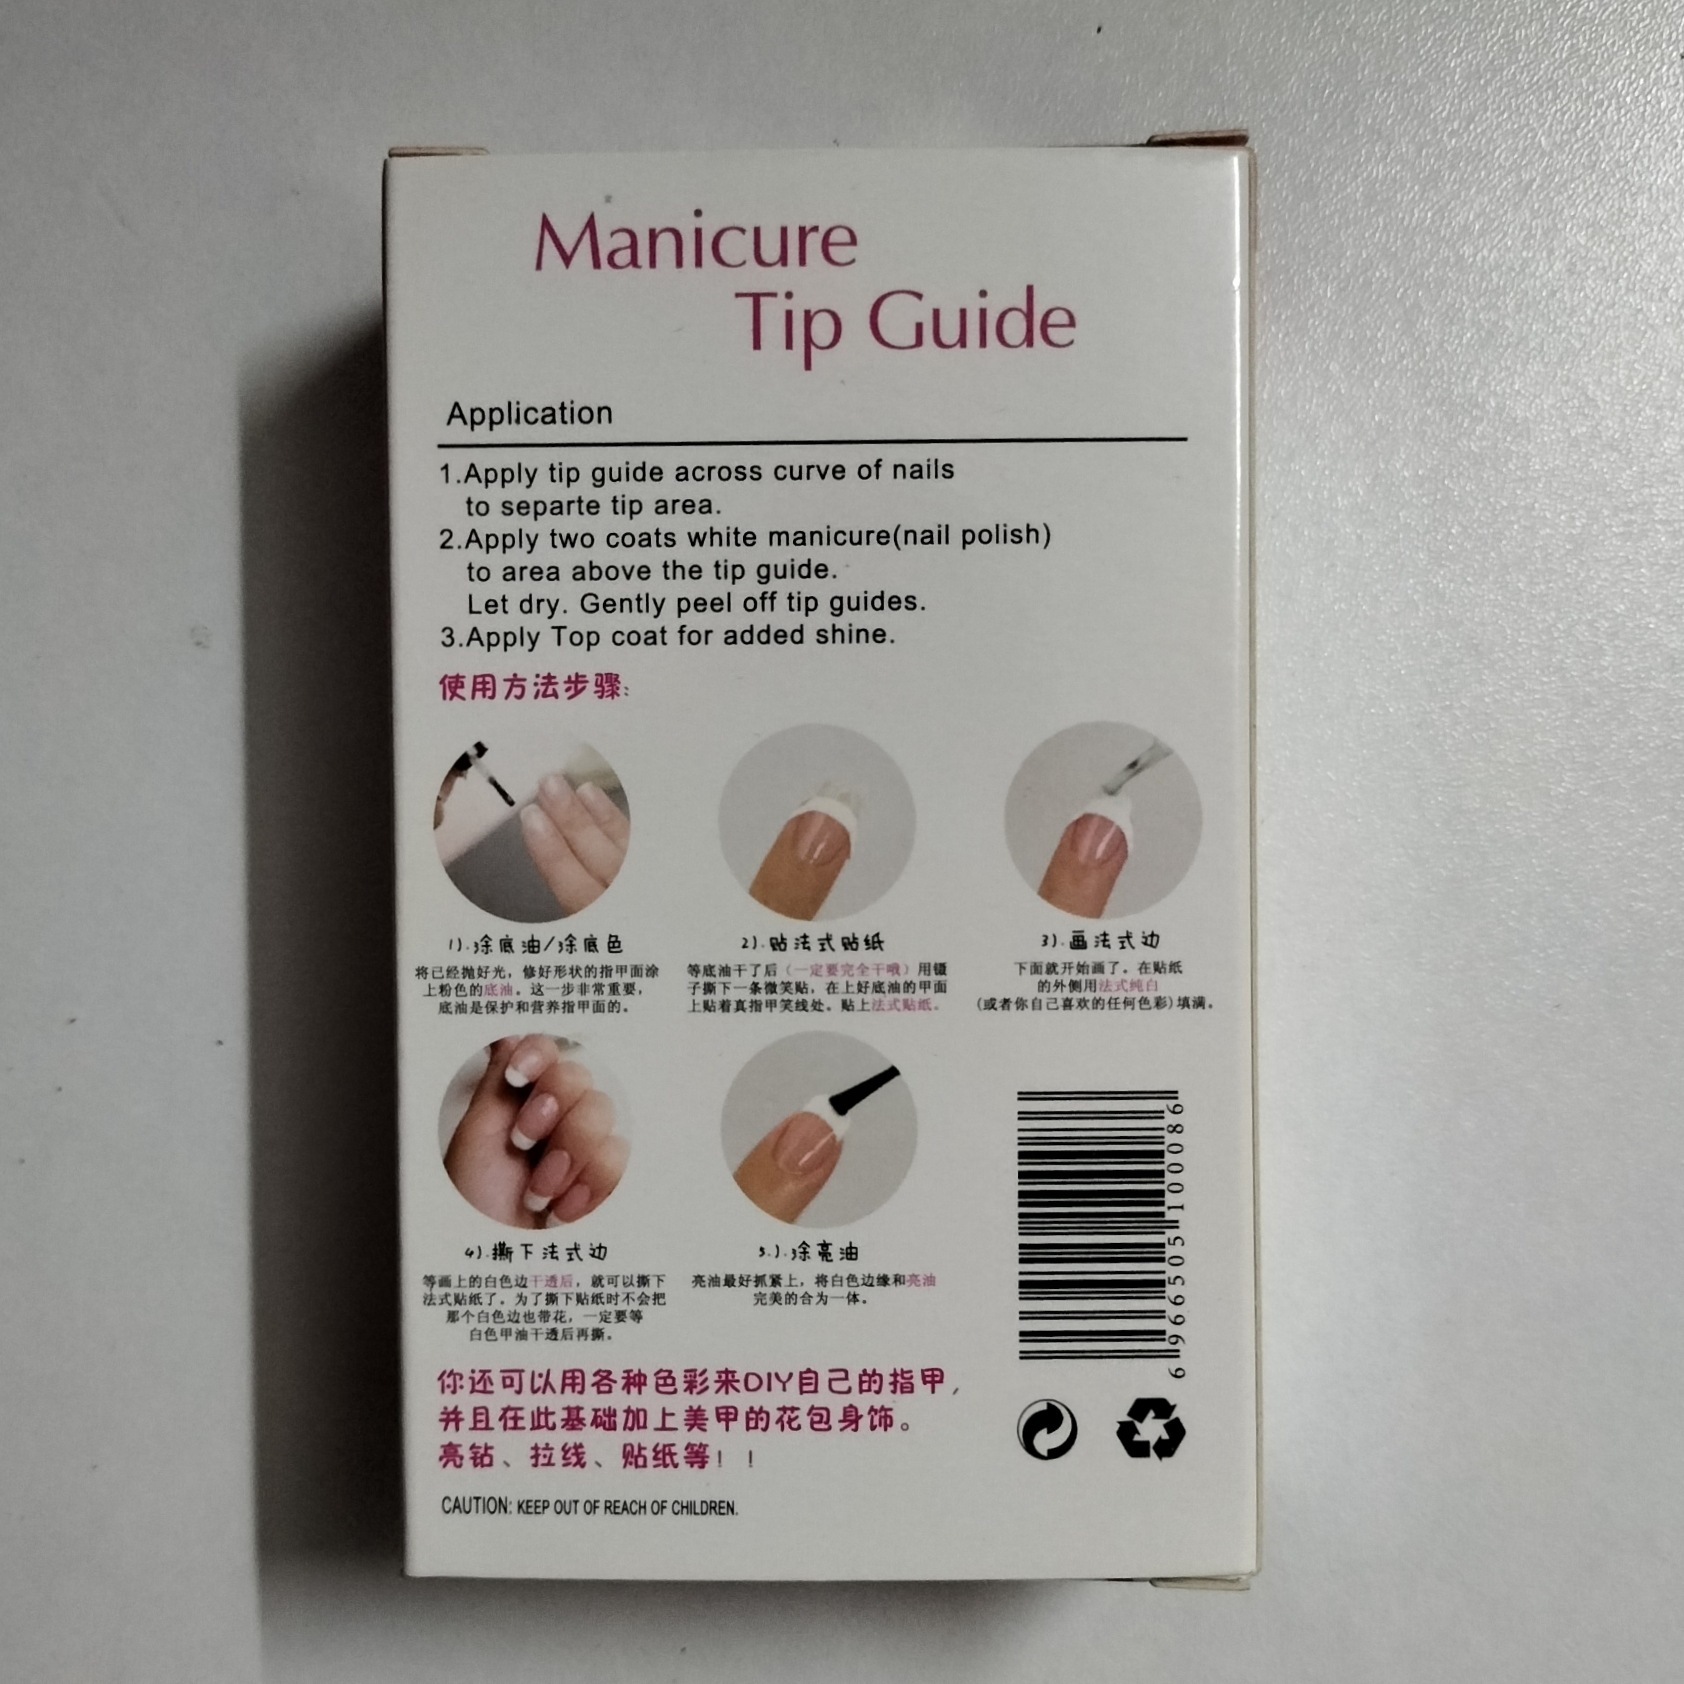 Manicure
Tip Guide
Application
1.Apply tip guide across curve of nails
to separte tip area.
2.Apply two coats white manicure(nail polish)
to area above the tip guide.
Let dry. Gently peel off tip guides.
3.Apply Top coat for added shine.
使用方法步骤:
1).涂底油/涂底色
将已经抛好光，修好形状的指甲面涂
上粉色的底油。这一步非常重要，
底油是保护和营养指甲面的。
2).贴法式贴纸
等底油干了后（一定要完全干哦）用镊
子撕下一条微笑贴，在上好底油的甲面
上贴着真指甲笑线处。贴上法式贴纸。
3).画法式边
下面就开始画了。在贴纸
的外侧用法式纯白
(或者你自己喜欢的任何色彩)填满。
4).撕下法式边
等画上的白色边干透后，就可以撕下
法式贴纸了。为了撕下贴纸时不会把
那个白色边也带花，一定要等
白色甲油干透后再撕。
5.).涂亮油
亮油最好抓紧上，将白色边缘和亮油
完美的合为一体。
6 966505 100086
你还可以用各种色彩来DIY自己的指甲，
并且在此基础加上美甲的花包身饰。
亮钻、拉线、贴纸等！！
CAUTION: KEEP OUT OF REACH OF CHILDREN.